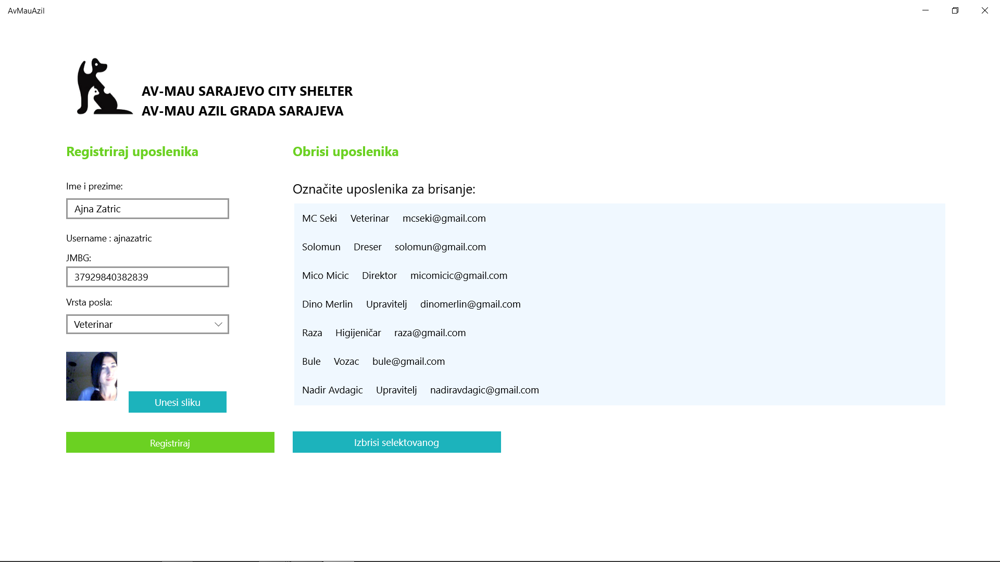 AvMauAzil
AV-MAU SARAJEVO CITY SHELTER
AV-MAU AZIL GRADA SARAJEVA
Registriraj uposlenika
Ime i prezime:
Ajna Zatric
Username : ajnazatric
JMBG:
37929840382839
Vrsta posla:
Veterinar
Unesi sliku
Registriraj
Obrisi uposlenika
Označite uposlenika za brisanje:
MC Seki Veterinar mcseki@gmail.com
Solomun Dreser solomun@gmail.com
Mico Micic Direktor micomicic@gmail.com
Dino Merlin Upravitelj dinomerlin@gmail.com
Raza Higijeničar raza@gmail.com
Bule Vozac bule@gmail.com
Nadir Avdagic Upravitelj nadiravdagic@gmail.com
Izbrisi selektovanog